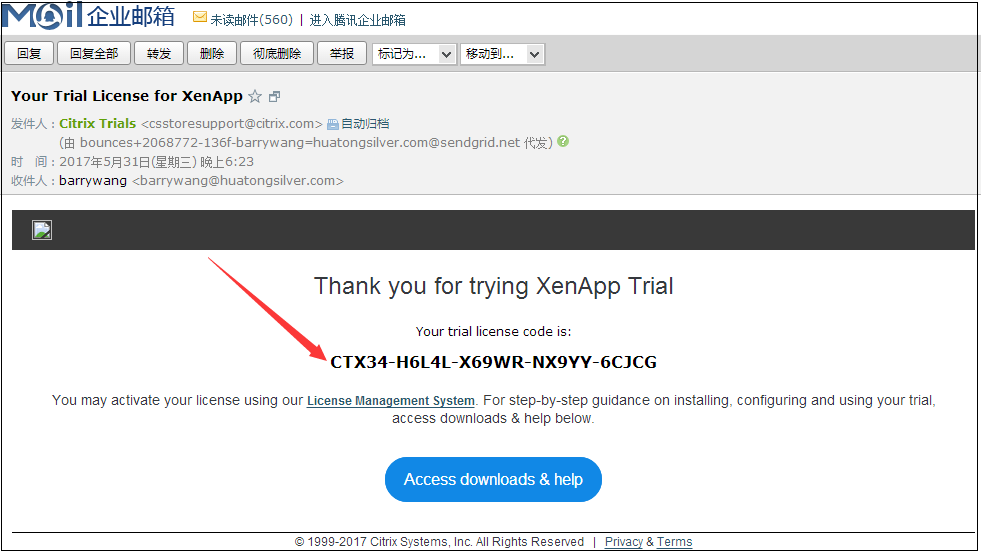 Mail 企业邮箱 未读邮件(560) | 进入腾讯企业邮箱
回复 回复全部 转发 删除 彻底删除 举报 标记为... 移动到...
Your Trial License for XenApp
发件人：Citrix Trials <csstoresupport@citrix.com> 自动归档
(由 bounces+2068772-136f-barrywang=huatongsilver.com@sendgrid.net 代发)
时 间：2017年5月31日(星期三) 晚上6:23
收件人：barrywang <barrywang@huatongsilver.com>
Thank you for trying XenApp Trial
Your trial license code is:
CTX34-H6L4L-X69WR-NX9YY-6CJCG
You may activate your license using our License Management System. For step-by-step guidance on installing, configuring and using your trial,
access downloads & help below.
Access downloads & help
© 1999-2017 Citrix Systems, Inc. All Rights Reserved | Privacy & Terms